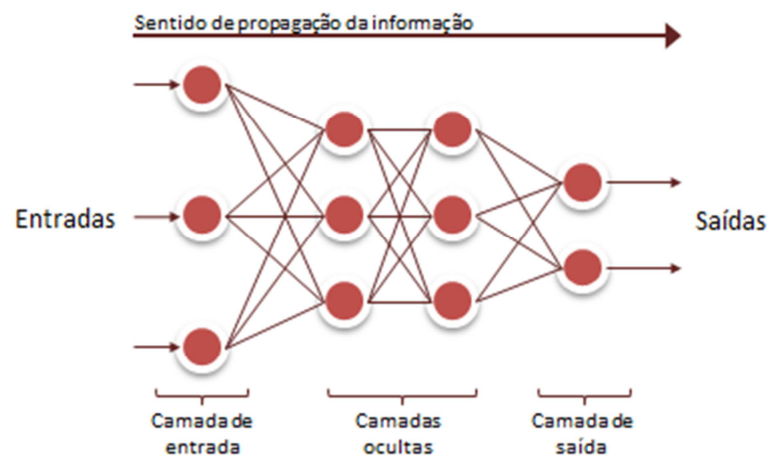 Sentido de propagação da informação
Entradas
Saídas
Camada de
entrada
Camadas
ocultas
Camada de
saída